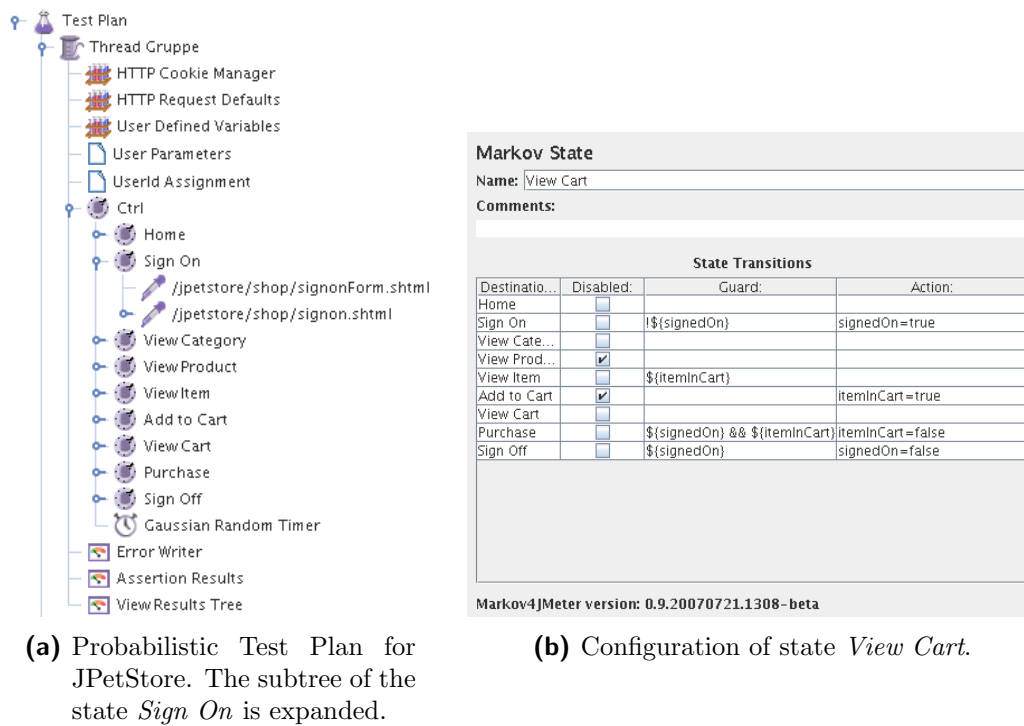 Test Plan
Thread Gruppe
HTTP Cookie Manager
HTTP Request Defaults
User Defined Variables
User Parameters
UserId Assignment
Ctrl
Home
Sign On
/jpetstore/shop/signonForm.shtml
/jpetstore/shop/signon.shtml
View Category
View Product
View Item
Add to Cart
View Cart
Purchase
Sign Off
Gaussian Random Timer
Error Writer
Assertion Results
View Results Tree
(a) Probabilistic Test Plan for
JPetStore. The subtree of the
state Sign On is expanded.
Markov State
Name: View Cart
Comments:
State Transitions
Destinatio... Disabled: Guard: Action:
Home
Sign On !${signedOn} signedOn=true
View Cate...
View Prod...
View Item ${itemInCart}
Add to Cart itemInCart=true
View Cart
Purchase ${signedOn} && ${itemInCart} itemInCart=false
Sign Off ${signedOn} signedOn=false
Markov4JMeter version: 0.9.20070721.1308-beta
(b) Configuration of state View Cart.